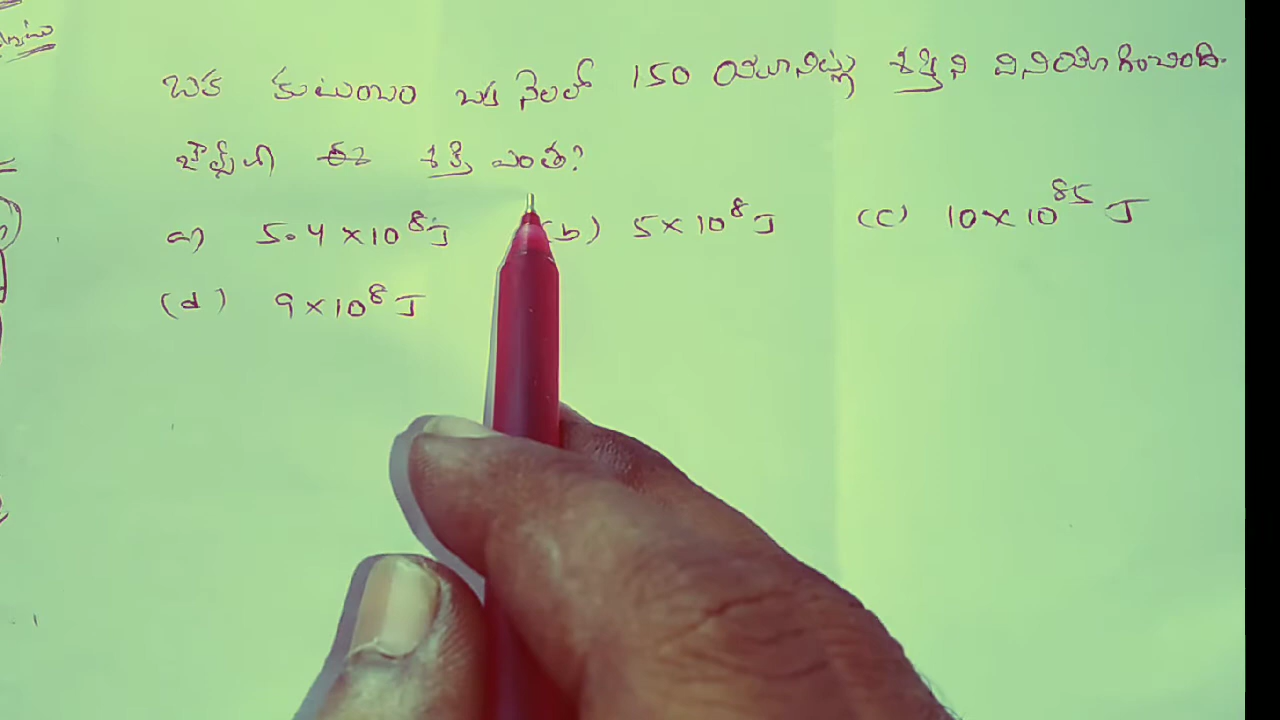 ఒక కుటుంబం ఒక నెలలో 150 యూనిట్లు శక్తిని వినియోగించింది.
జౌల్స్‌లో ఈ శక్తి ఎంత?
a) 5.4 × 10⁸ J (b) 5 × 10⁸ J (c) 10 × 10⁸⁵ J
(d) 9 × 10⁸ J